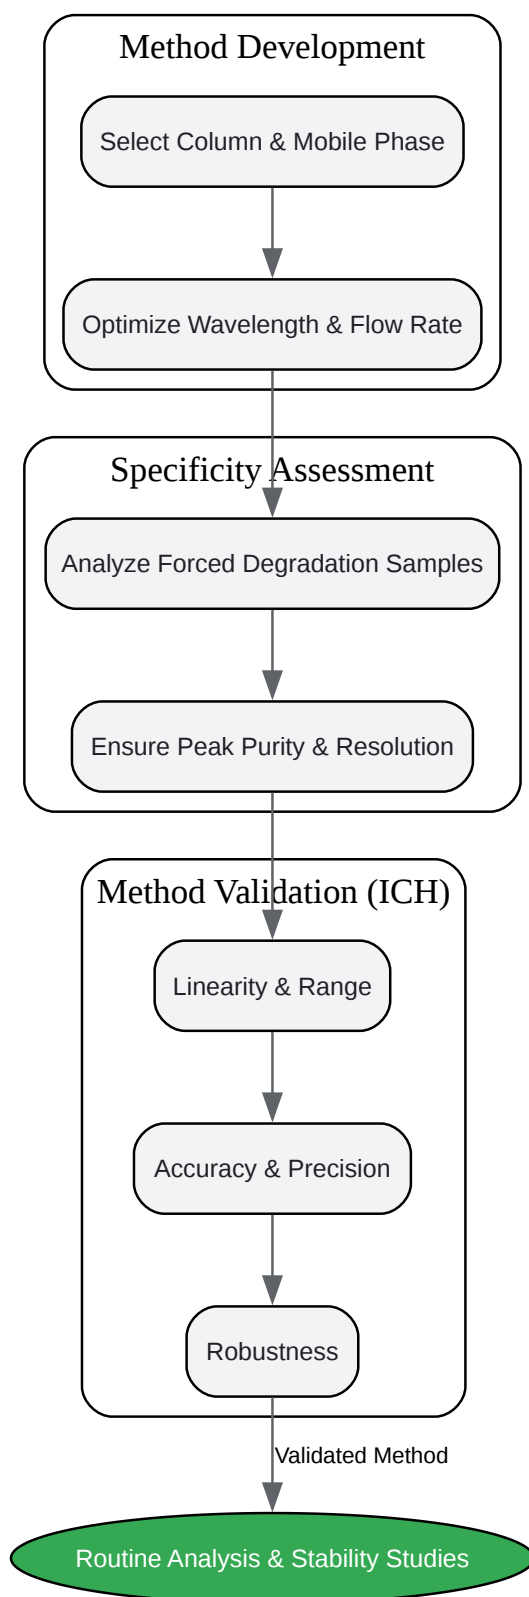 Method Development
Select Column & Mobile Phase
Optimize Wavelength & Flow Rate
Specificity Assessment
Analyze Forced Degradation Samples
Ensure Peak Purity & Resolution
Method Validation (ICH)
Linearity & Range
Accuracy & Precision
Robustness
Validated Method
Routine Analysis & Stability Studies